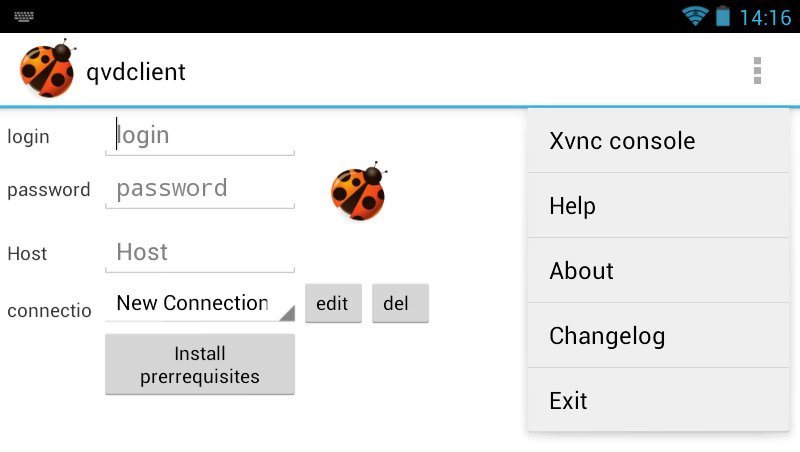 14:16
qvdclient
login
login
password
password
Host
Host
connectio
New Connection
edit
del
Install
prerrequisites
Xvnc console
Help
About
Changelog
Exit